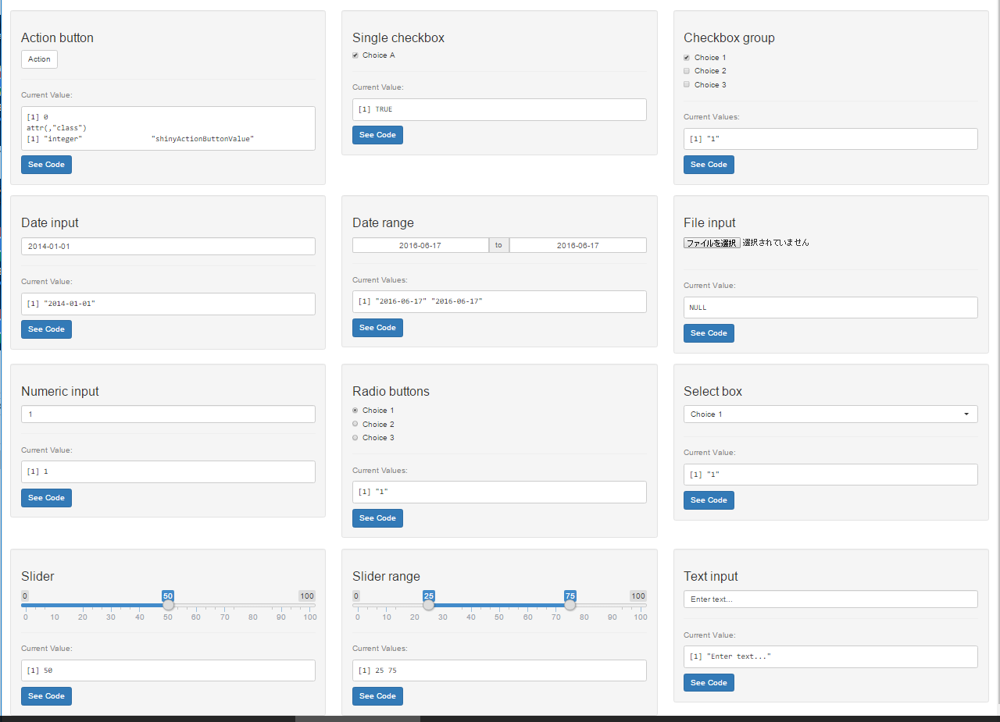 Action button
Action
Current Value:
[1] 0
attr(,"class")
[1] "integer" "shinyActionButtonValue"
See Code
Single checkbox
Choice A
Current Value:
[1] TRUE
See Code
Checkbox group
Choice 1
Choice 2
Choice 3
Current Values:
[1] "1"
See Code
Date input
2014-01-01
Current Value:
[1] "2014-01-01"
See Code
Date range
2016-06-17 to 2016-06-17
Current Values:
[1] "2016-06-17" "2016-06-17"
See Code
File input
ファイルを選択 選択されていません
Current Value:
NULL
See Code
Numeric input
1
Current Value:
[1] 1
See Code
Radio buttons
Choice 1
Choice 2
Choice 3
Current Values:
[1] "1"
See Code
Select box
Choice 1
Current Value:
[1] "1"
See Code
Slider
0 50 100
0 10 20 30 40 50 60 70 80 90 100
Current Value:
[1] 50
See Code
Slider range
0 25 75 100
0 10 20 30 40 50 60 70 80 90 100
Current Values:
[1] 25 75
See Code
Text input
Enter text...
Current Value:
[1] "Enter text..."
See Code